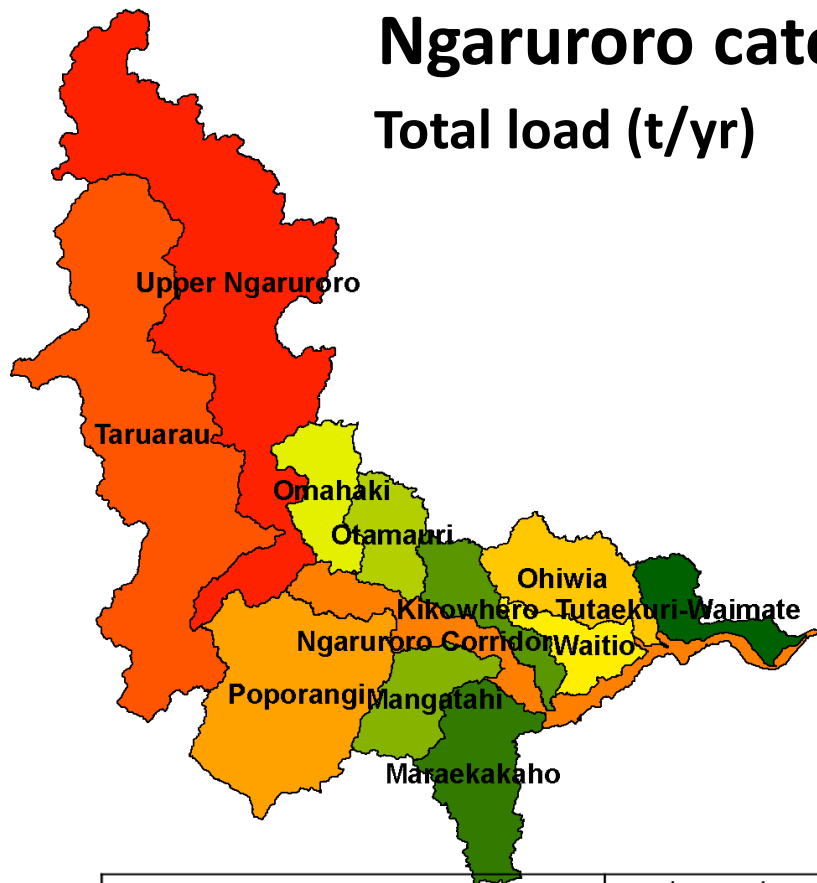 Ngaruroro cat
Total load (t/yr)
Upper Ngaruroro
Taruarau
Omahaki
Otamauri
Ohiwia
Kikowhero
Tutaekuri-Waimate
Ngaruroro Corridor
Waitio
Poporangi
Mangatahi
Maraekakaho